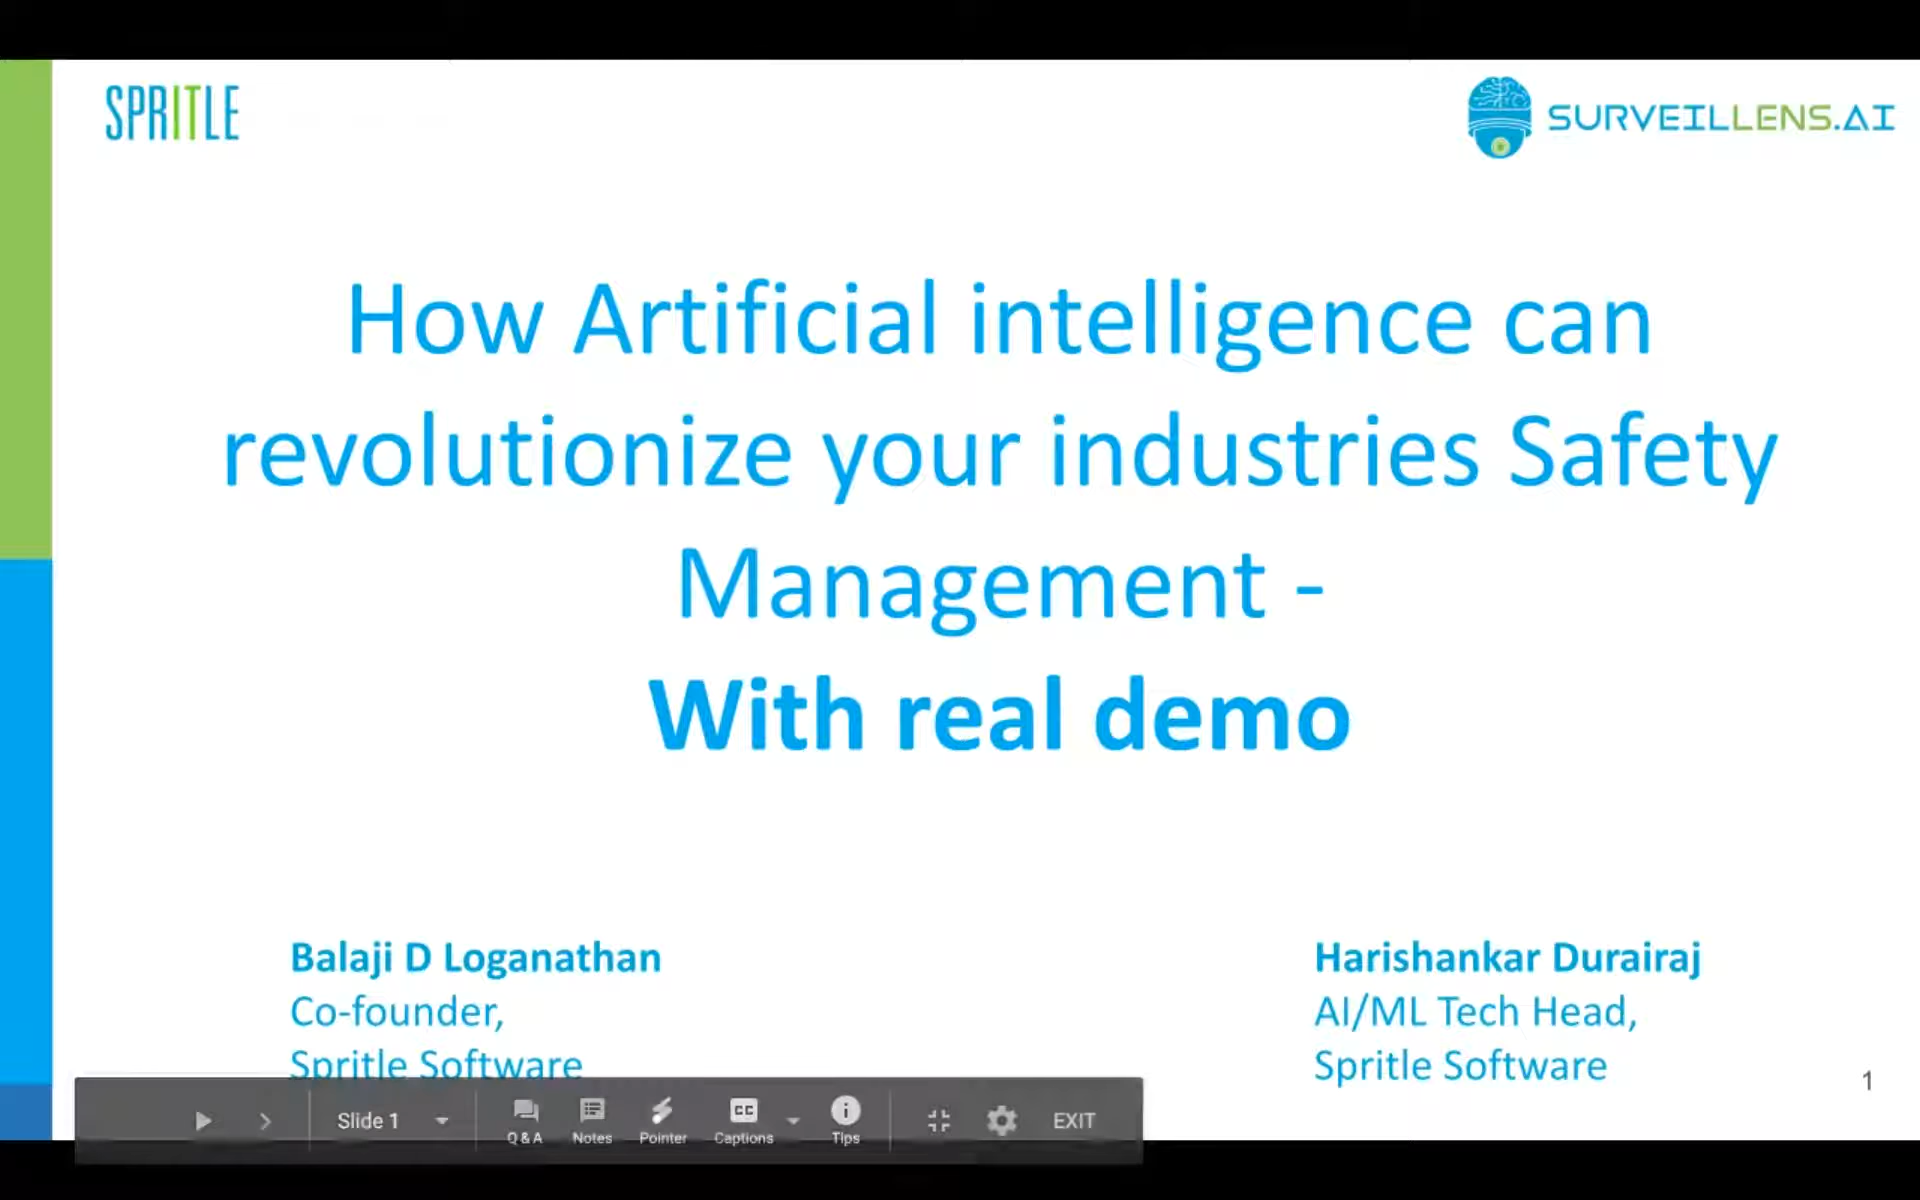 SPRITLE
SURVEILLENS.AI
How Artificial intelligence can
revolutionize your industries Safety
Management -
With real demo
Balaji D Loganathan
Co-founder,
Spritle Software
Harishankar Durairaj
AI/ML Tech Head,
Spritle Software
1
Slide 1
Q & A
Notes
Pointer
CC
Captions
Tips
EXIT